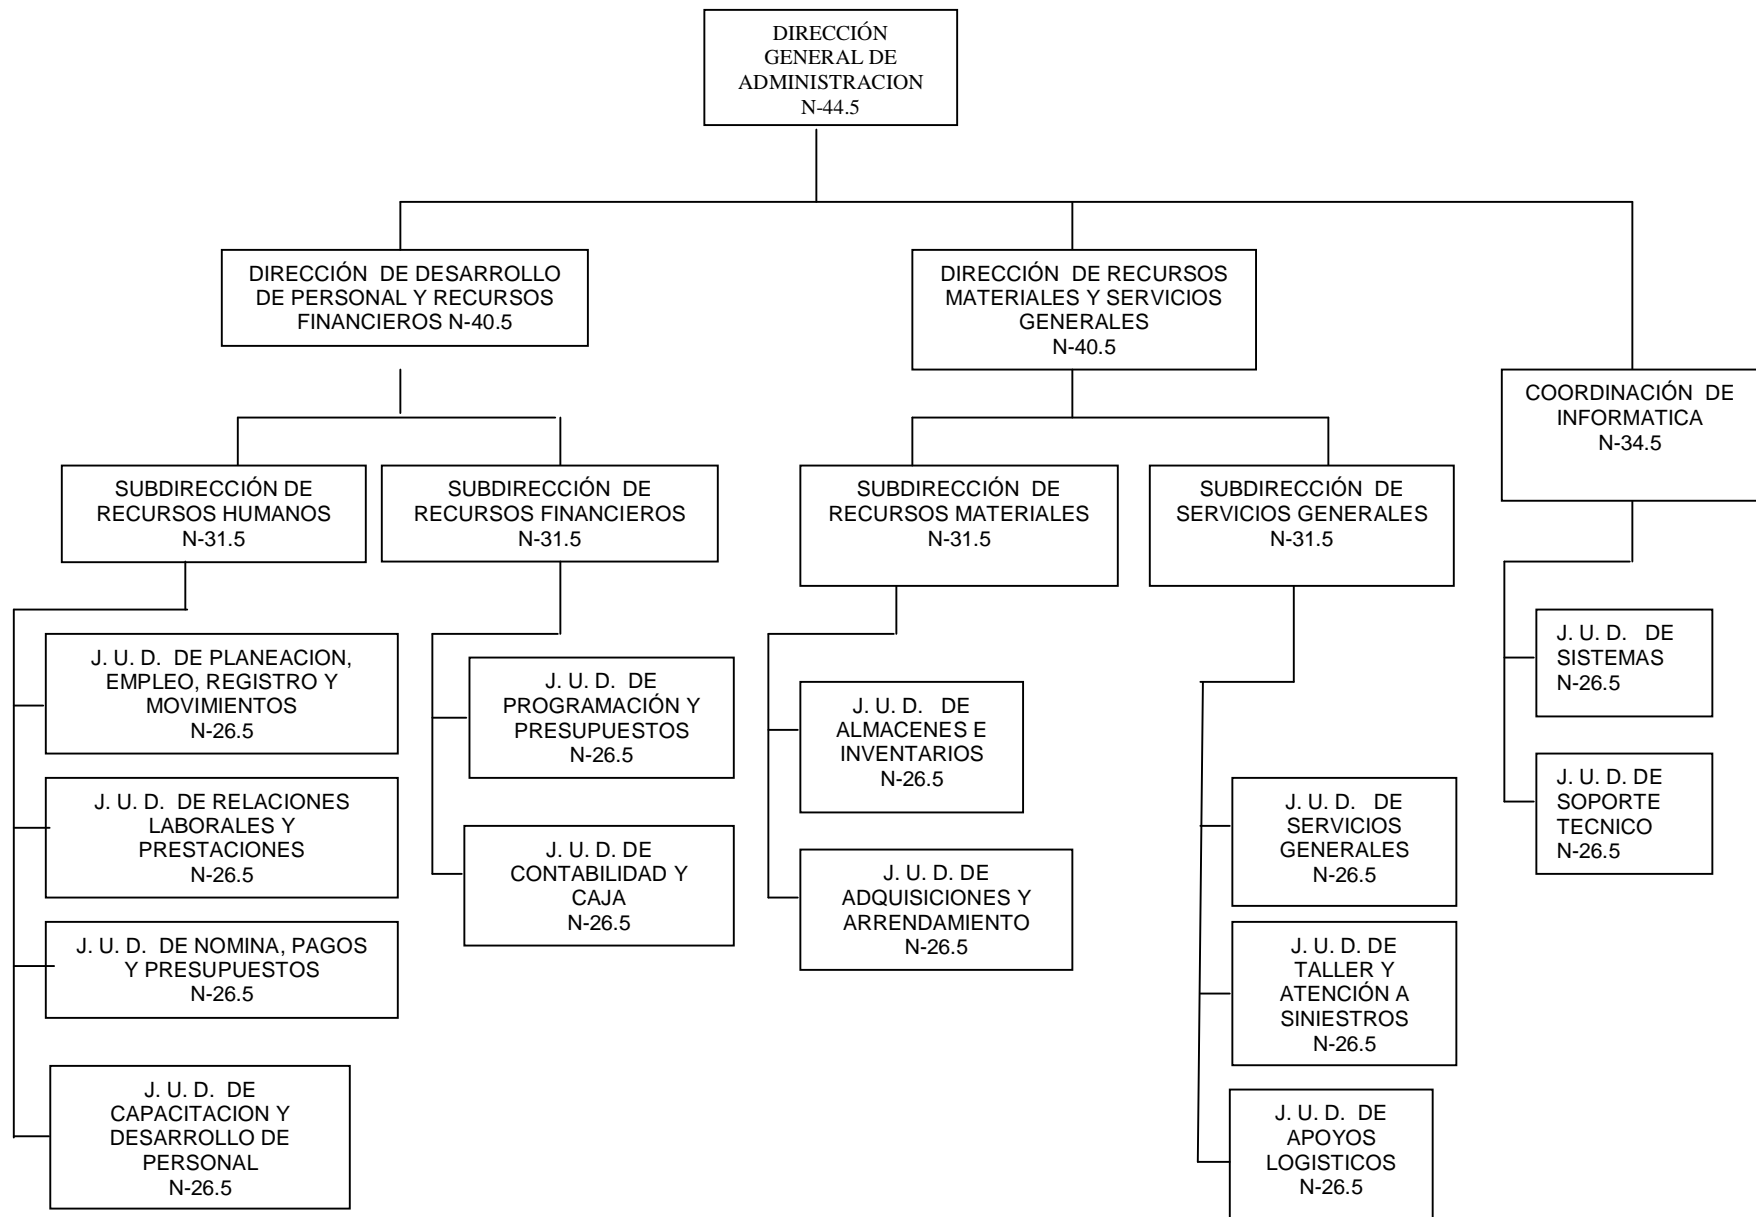 DIRECCIÓN
GENERAL DE
ADMINISTRACION
N-44.5
DIRECCIÓN DE DESARROLLO
DE PERSONAL Y RECURSOS
FINANCIEROS N-40.5
DIRECCIÓN DE RECURSOS
MATERIALES Y SERVICIOS
GENERALES
N-40.5
COORDINACIÓN DE
INFORMATICA
N-34.5
SUBDIRECCIÓN DE
RECURSOS HUMANOS
N-31.5
SUBDIRECCIÓN DE
RECURSOS FINANCIEROS
N-31.5
SUBDIRECCIÓN DE
RECURSOS MATERIALES
N-31.5
SUBDIRECCIÓN DE
SERVICIOS GENERALES
N-31.5
J. U. D. DE PLANEACION,
EMPLEO, REGISTRO Y
MOVIMIENTOS
N-26.5
J. U. D. DE RELACIONES
LABORALES Y
PRESTACIONES
N-26.5
J. U. D. DE NOMINA, PAGOS
Y PRESUPUESTOS
N-26.5
J. U. D. DE
CAPACITACION Y
DESARROLLO DE
PERSONAL
N-26.5
J. U. D. DE
PROGRAMACIÓN Y
PRESUPUESTOS
N-26.5
J. U. D. DE
CONTABILIDAD Y
CAJA
N-26.5
J. U. D. DE
ALMACENES E
INVENTARIOS
N-26.5
J. U. D. DE
ADQUISICIONES Y
ARRENDAMIENTO
N-26.5
J. U. D. DE
SERVICIOS
GENERALES
N-26.5
J. U. D. DE
TALLER Y
ATENCIÓN A
SINIESTROS
N-26.5
J. U. D. DE
APOYOS
LOGISTICOS
N-26.5
J. U. D. DE
SISTEMAS
N-26.5
J. U. D. DE
SOPORTE
TECNICO
N-26.5